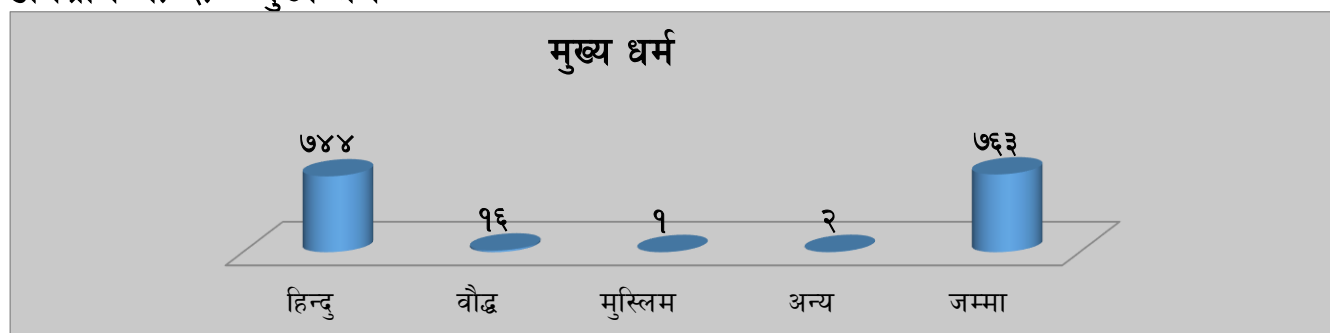 मुख्य धर्म
७४४
१६
१
२
७६३
हिन्दु
वौद्ध
मुस्लिम
अन्य
जम्मा